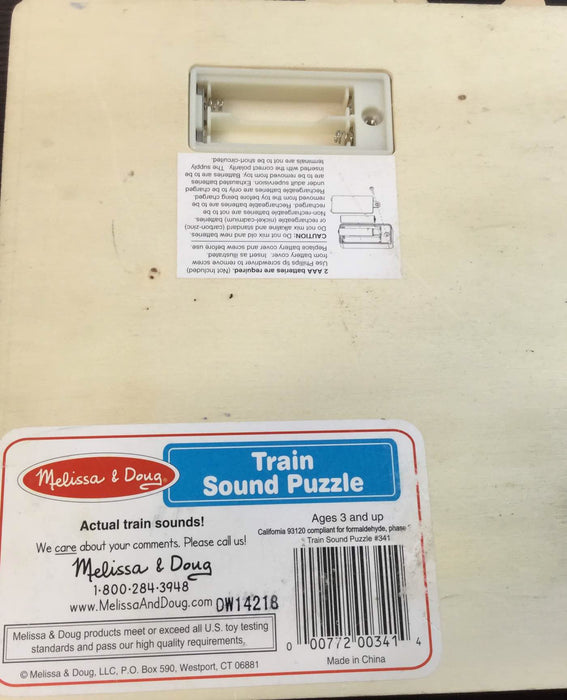 2 AAA batteries are required. (Not Included)
Use Phillips tip screwdriver to remove screw
from battery cover. Insert as illustrated.
Replace battery cover and screw before use
CAUTION: Do not mix old and new batteries.
Do not mix alkaline and standard (carbon-zinc)
or rechargeable (nickel-cadmium) batteries.
Non-rechargeable batteries are not to be
recharged. Rechargeable batteries are to be
removed from the toy before being charged.
Rechargeable batteries are only to be charged
under adult supervision. Exhausted batteries
are to be removed from toy. Batteries are to be
inserted with the correct polarity. The supply
terminals are not to be short-circuited.
Melissa & Doug
Train
Sound Puzzle
Actual train sounds!
We care about your comments. Please call us!
Melissa & Doug
1-800-284-3948
www.MelissaAndDoug.com
DW14218
Melissa & Doug products meet or exceed all U.S. toy testing
standards and pass our high quality requirements.
© Melissa & Doug, LLC, P.O. Box 590, Westport, CT 06881
Ages 3 and up
California 93120 compliant for formaldehyde, phase
Train Sound Puzzle #341
0 00772 00341 4
Made in China